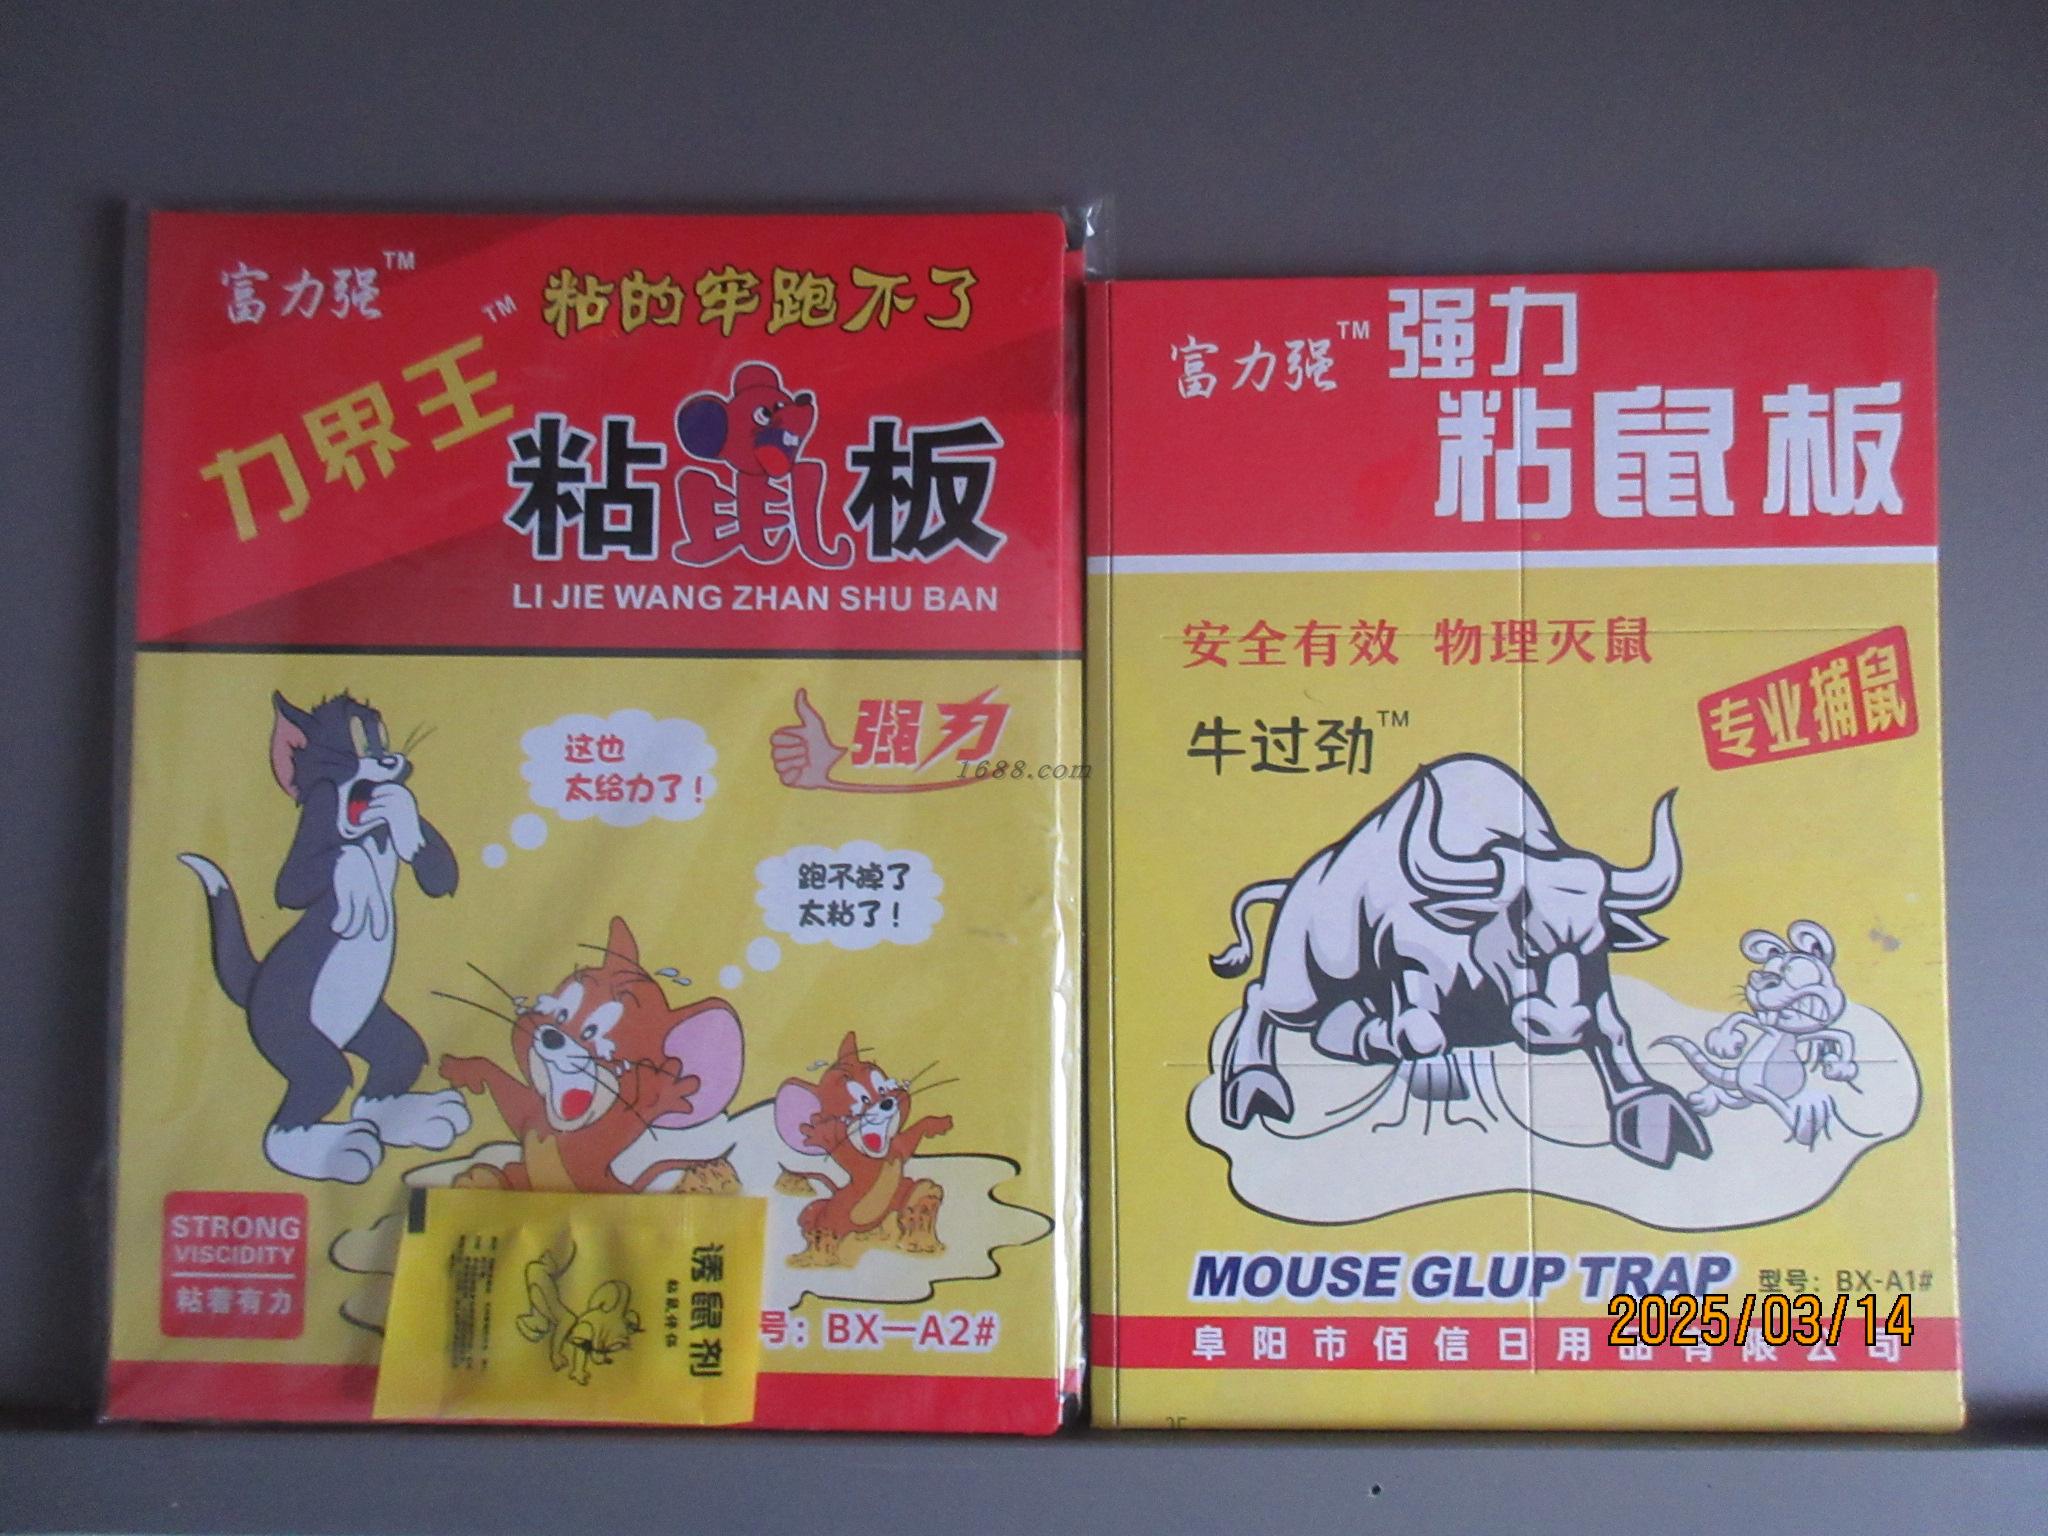 富力强™
力界王™
粘的牢跑不了
粘鼠板
LI JIE WANG ZHAN SHU BAN
这也
太给力了！
强力
1688.com
跑不掉了
太粘了！
STRONG
VISCIDITY
粘着有力
诱鼠剂
粘鼠伴侣
号：BX—A2#
富力强™
强力
粘鼠板
安全有效 物理灭鼠
专业捕鼠
牛过劲™
MOUSE GLUP TRAP
型号：BX-A1#
2025/03/14
阜阳市佰信日用品有限公司